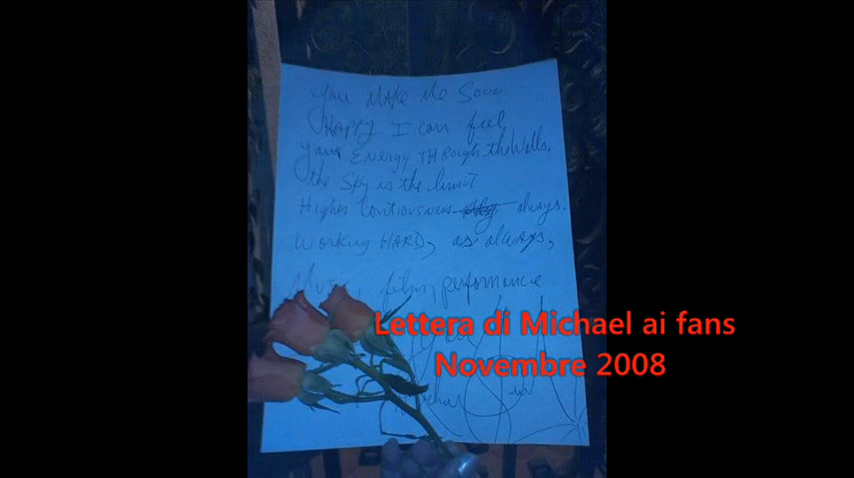 You Make Me Sooo
Happy I can feel
your Energy THRough the Walls.
the Sky is the limit
Higher Contiousness always.
Working HARD, as always,
Music, film, performance
Lettera di Michael ai fans
Novembre 2008